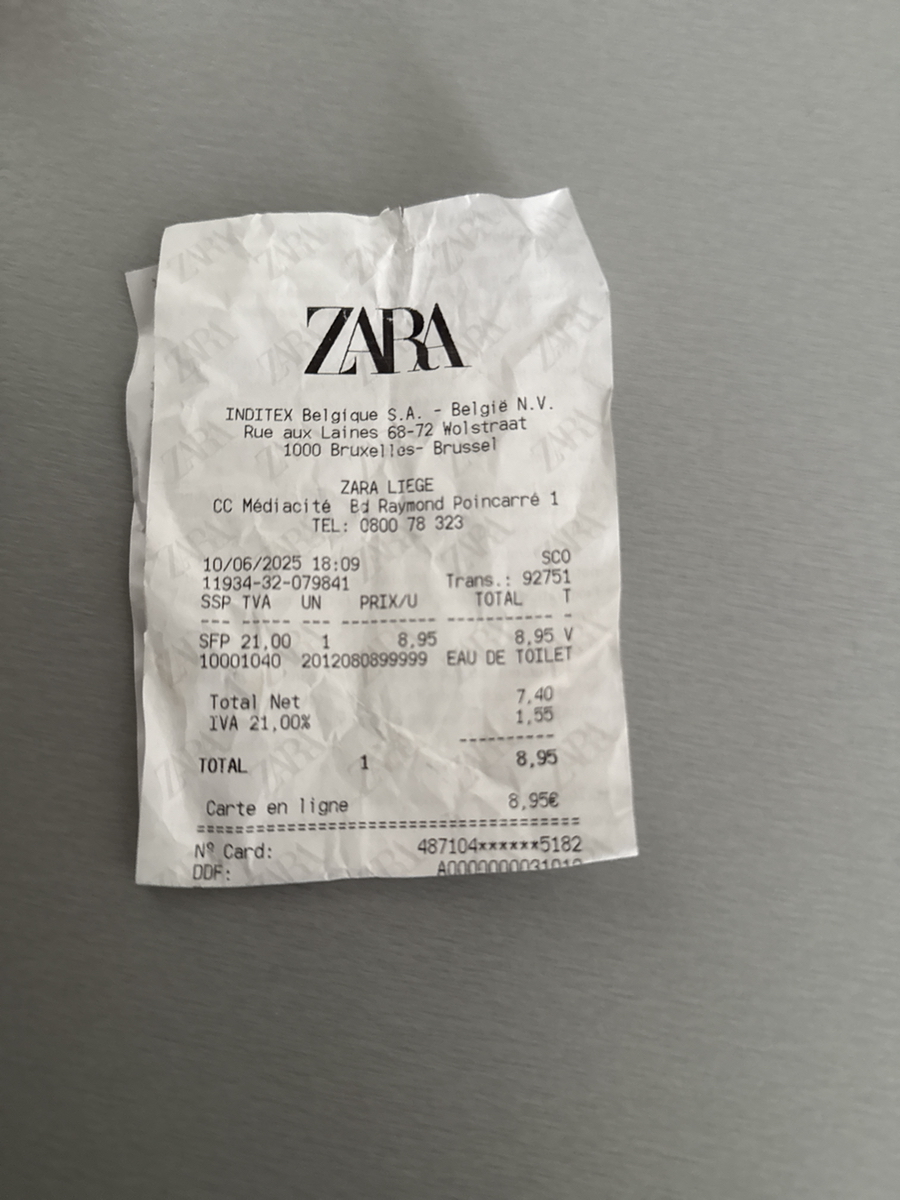 ZARA
INDITEX Belgique S.A. - België N.V.
Rue aux Laines 68-72 Wolstraat
1000 Bruxelles- Brussel
ZARA LIEGE
CC Médiacité Bd Raymond Poincarré 1
TEL: 0800 78 323
10/06/2025 18:09 SCO
11934-32-079841 Trans.: 92751
SSP TVA UN PRIX/U TOTAL T
--- ----- --- ---------- ----------- -
SFP 21,00 1 8,95 8,95 V
10001040 2012080899999 EAU DE TOILET
Total Net 7,40
IVA 21,00% 1,55
----------
TOTAL 1 8,95
Carte en ligne 8,95€
=======================================
Nº Card: 487104******5182
DDF: A0000000031010